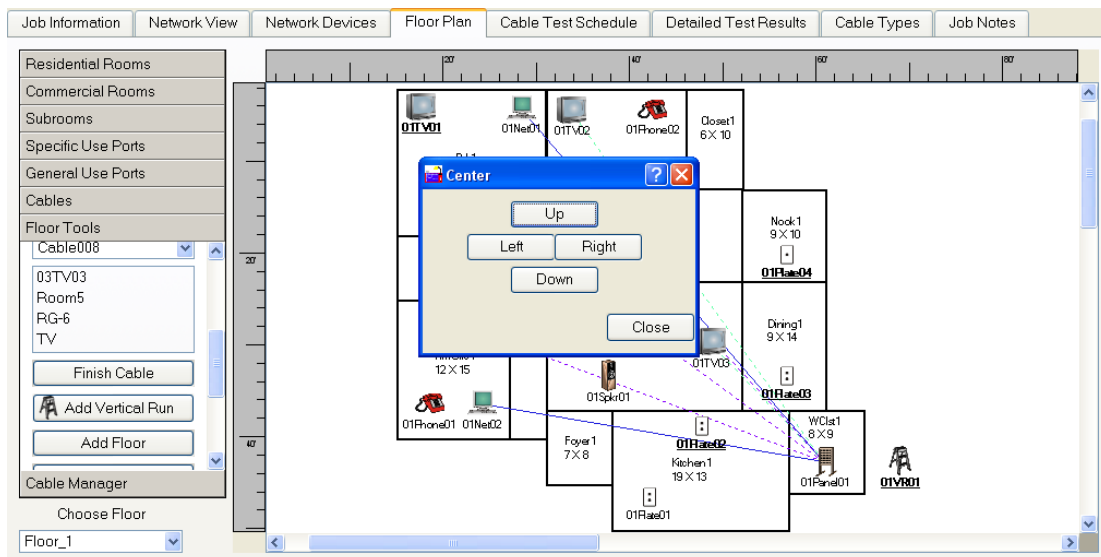 Job Information
Network View
Network Devices
Floor Plan
Cable Test Schedule
Detailed Test Results
Cable Types
Job Notes
Residential Rooms
Commercial Rooms
Subrooms
Specific Use Ports
General Use Ports
Cables
Floor Tools
Cable008
03TV03
Room5
RG-6
TV
Finish Cable
Add Vertical Run
Add Floor
Cable Manager
Choose Floor
Floor_1
20'
40'
60'
80'
20'
40'
01TV01
01Net01
01TV02
01Phone02
Closet1
6 X 10
Center
Up
Left
Right
Down
Close
Nook1
9 X 10
01Plate04
Dining1
9 X 14
01Plate03
01TV03
12 X 15
01Spkr01
01Phone01
01Net02
Foyer1
7 X 8
01Plate02
Kitchen1
19 X 13
01Plate01
WClst1
8 X 9
01Panel01
01VR01